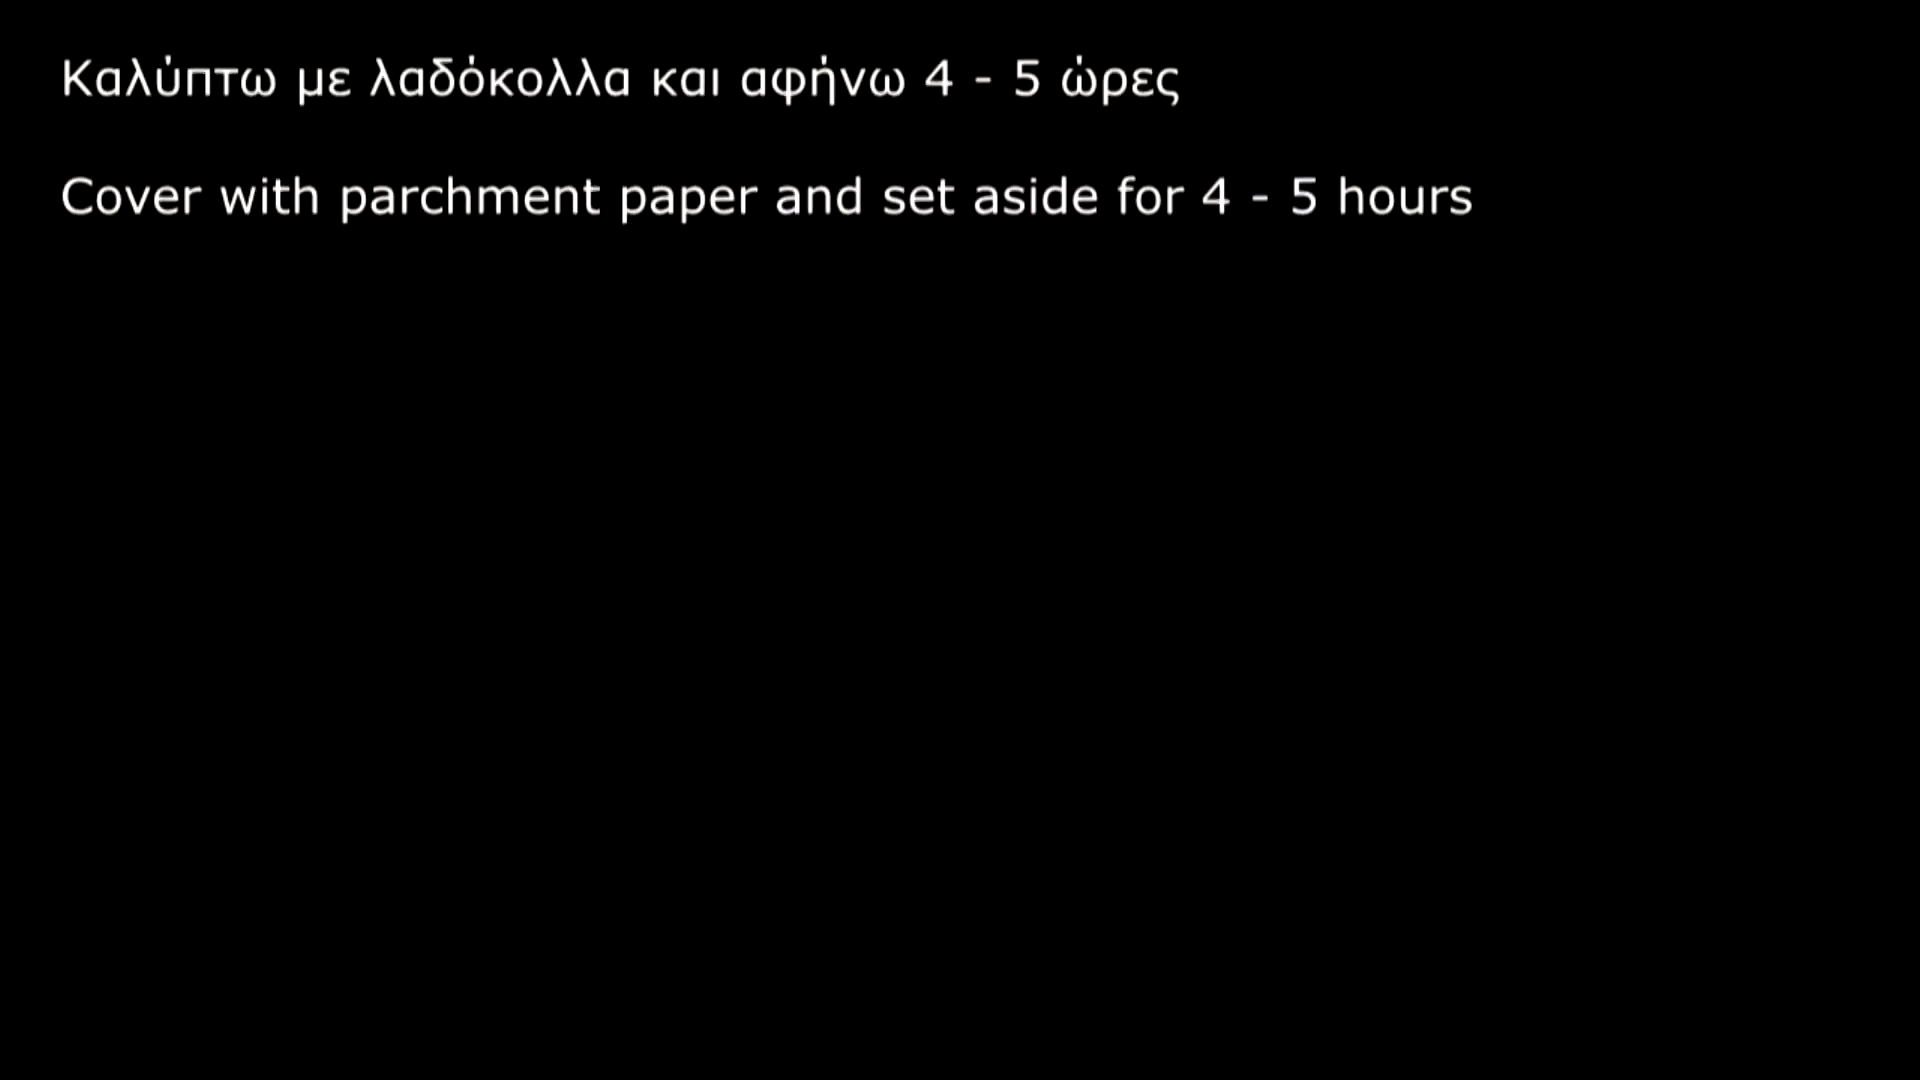 Καλύπτω με λαδόκολλα και αφήνω 4 - 5 ώρες
Cover with parchment paper and set aside for 4 - 5 hours